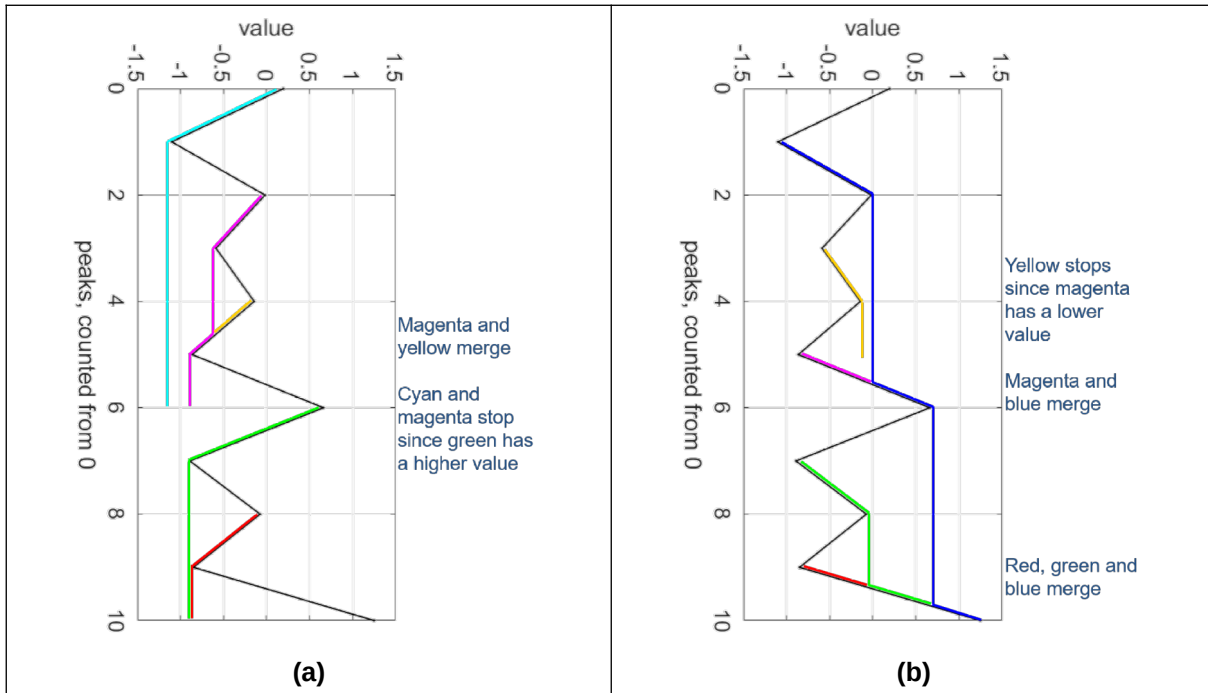 value
-1.5 -1 -0.5 0 0.5 1 1.5
0
2
4
6
8
10
peaks, counted from 0
Magenta and
yellow merge
Cyan and
magenta stop
since green has
a higher value
(a)
value
-1.5 -1 -0.5 0 0.5 1 1.5
0
2
4
6
8
10
peaks, counted from 0
Yellow stops
since magenta
has a lower
value
Magenta and
blue merge
Red, green and
blue merge
(b)